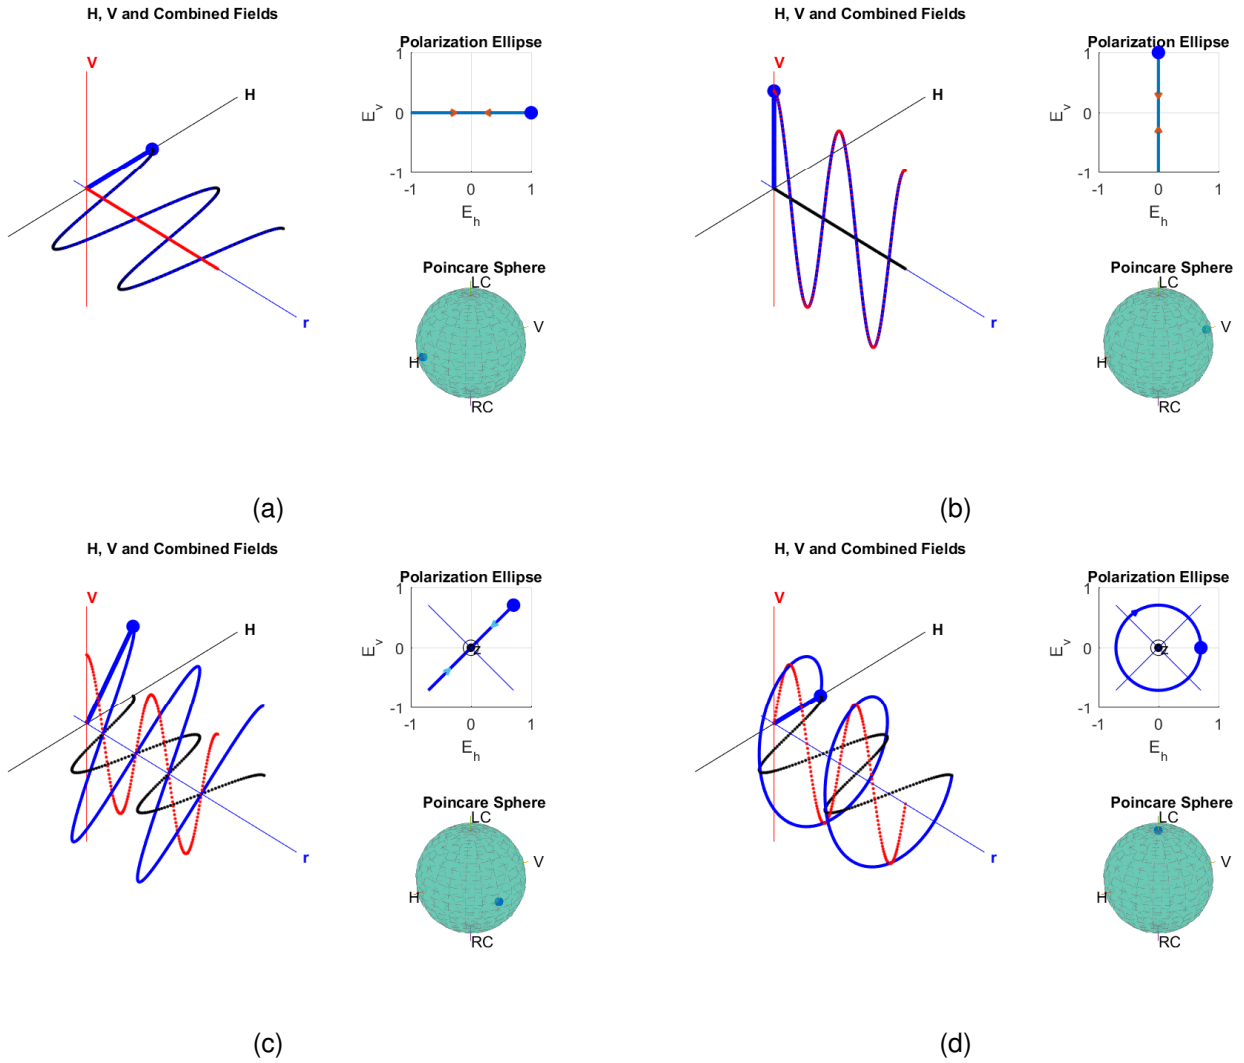 H, V and Combined Fields
V
H
r
Polarization Ellipse
1
0
-1
E_v
-1 0 1
E_h
Poincare Sphere
LC
V
H
RC
(a)
H, V and Combined Fields
V
H
r
Polarization Ellipse
1
0
-1
E_v
-1 0 1
E_h
Poincare Sphere
LC
V
H
RC
(b)
H, V and Combined Fields
V
H
r
Polarization Ellipse
1
0
-1
E_v
z
-1 0 1
E_h
Poincare Sphere
LC
V
H
RC
(c)
H, V and Combined Fields
V
H
r
Polarization Ellipse
1
0
-1
E_v
z
-1 0 1
E_h
Poincare Sphere
LC
V
H
RC
(d)